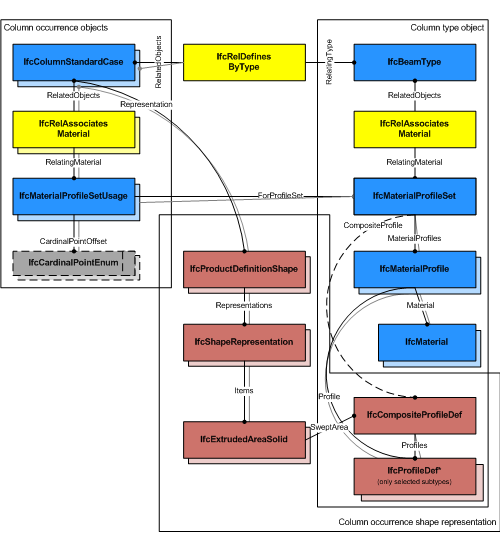 Column occurrence objects
Column type object
IfcColumnStandardCase
RelatedObjects
IfcRelDefines
ByType
RelatingType
IfcBeamType
RelatedObjects
Representation
RelatedObjects
IfcRelAssociates
Material
IfcRelAssociates
Material
RelatingMaterial
RelatingMaterial
IfcMaterialProfileSetUsage
ForProfileSet
IfcMaterialProfileSet
CompositeProfile
CardinalPointOffset
MaterialProfiles
IfcCardinalPointEnum
IfcProductDefinitionShape
IfcMaterialProfile
Representations
Material
IfcShapeRepresentation
IfcMaterial
Items
Profile
IfcCompositeProfileDef
SweptArea
IfcExtrudedAreaSolid
Profiles
IfcProfileDef*
(only selected subtypes)
Column occurrence shape representation